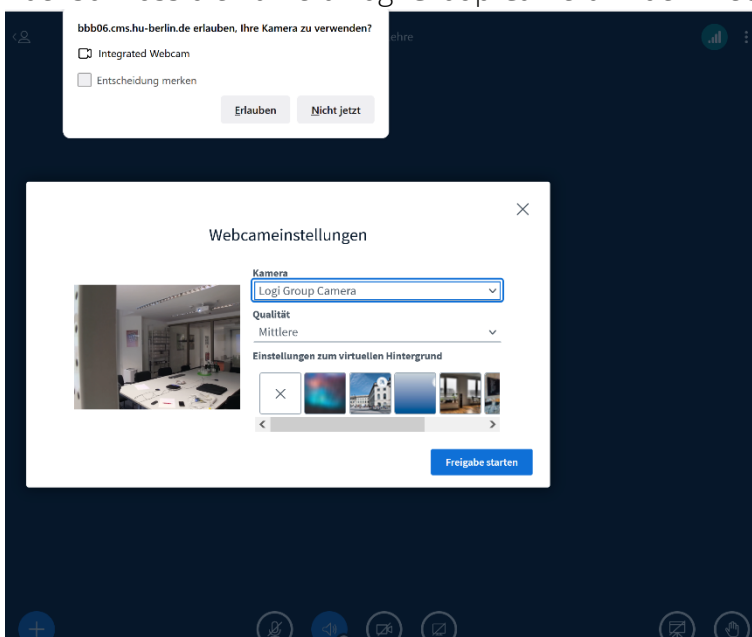 bbb06.cms.hu-berlin.de erlauben, Ihre Kamera zu verwenden?
Integrated Webcam
ehre
Entscheidung merken
Erlauben
Nicht jetzt
Webcameinstellungen
Kamera
Logi Group Camera
Qualität
Mittlere
Einstellungen zum virtuellen Hintergrund
Freigabe starten